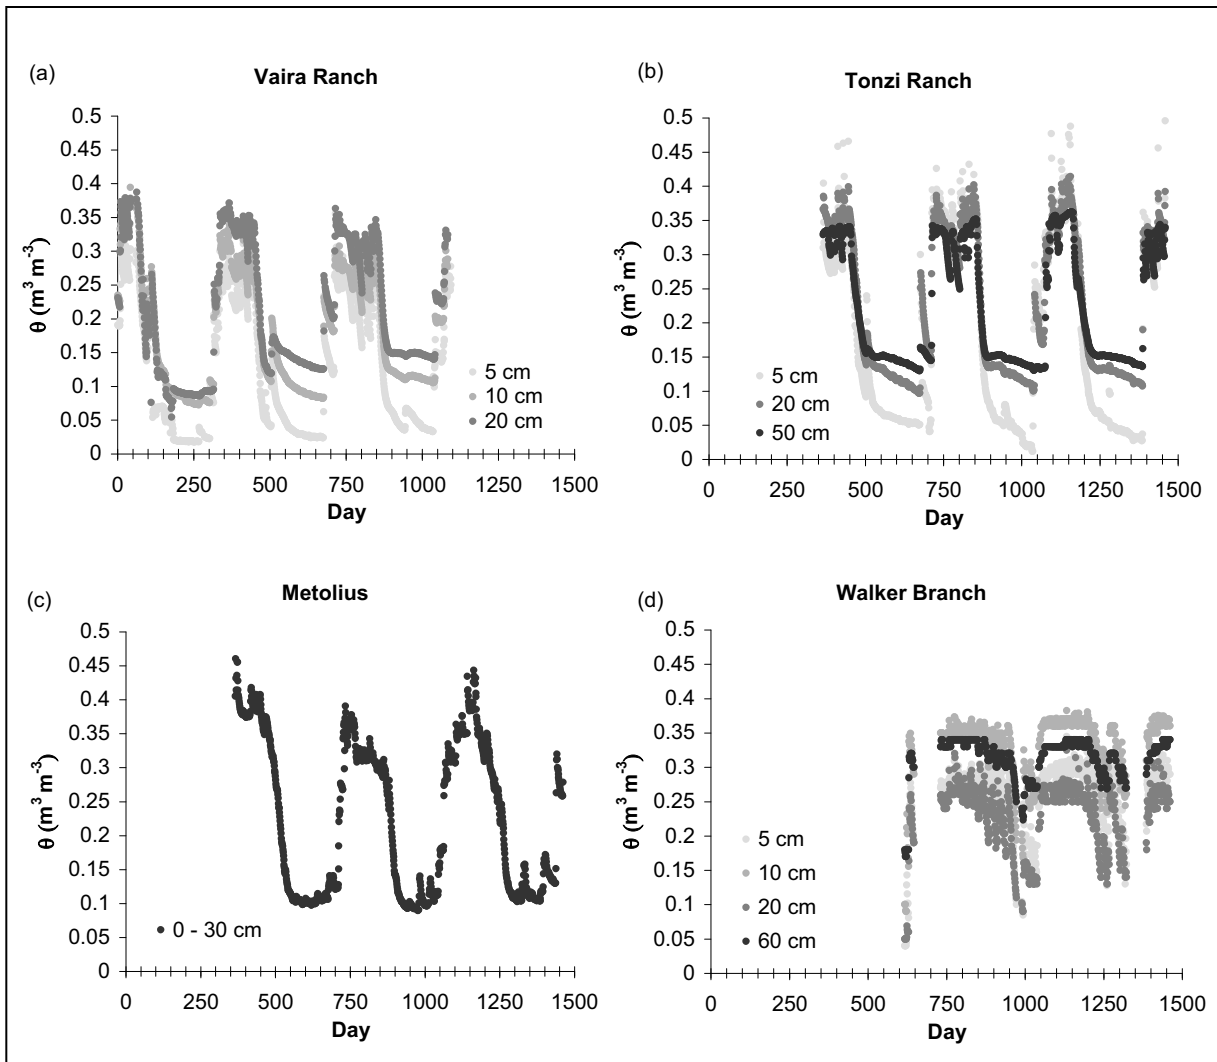 (a)
Vaira Ranch
0.5
0.45
0.4
0.35
0.3
0.25
0.2
0.15
0.1
0.05
0
θ (m³ m⁻³)
5 cm
10 cm
20 cm
0 250 500 750 1000 1250 1500
Day
(b)
Tonzi Ranch
0.5
0.45
0.4
0.35
0.3
0.25
0.2
0.15
0.1
0.05
0
θ (m³ m⁻³)
5 cm
20 cm
50 cm
0 250 500 750 1000 1250 1500
Day
(c)
Metolius
0.5
0.45
0.4
0.35
0.3
0.25
0.2
0.15
0.1
0.05
0
θ (m³ m⁻³)
0 - 30 cm
0 250 500 750 1000 1250 1500
Day
(d)
Walker Branch
0.5
0.45
0.4
0.35
0.3
0.25
0.2
0.15
0.1
0.05
0
θ (m³ m⁻³)
5 cm
10 cm
20 cm
60 cm
0 250 500 750 1000 1250 1500
Day